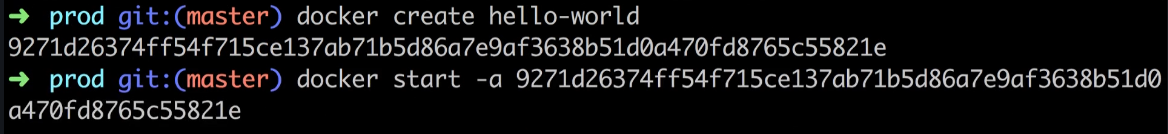 ➜ prod git:(master) docker create hello-world
9271d26374ff54f715ce137ab71b5d86a7e9af3638b51d0a470fd8765c55821e
➜ prod git:(master) docker start -a 9271d26374ff54f715ce137ab71b5d86a7e9af3638b51d0
a470fd8765c55821e